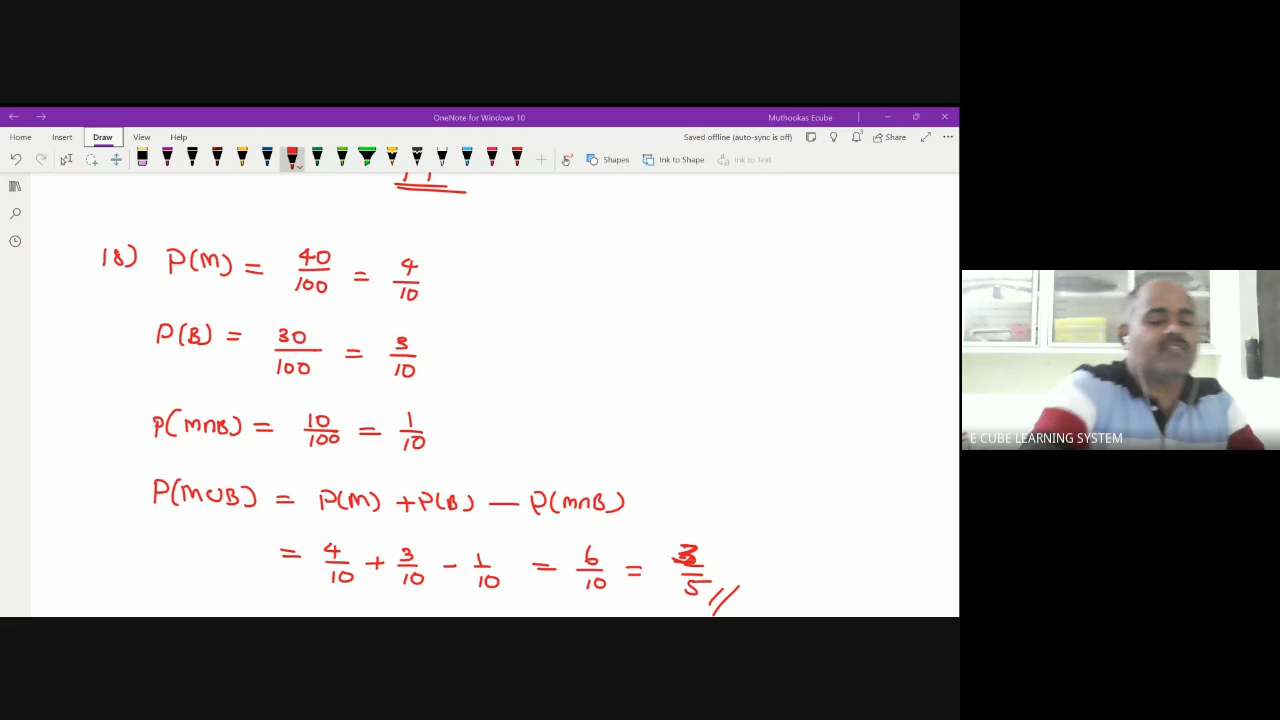 OneNote for Windows 10
Muthookas Ecube
Home Insert Draw View Help
Saved offline (auto-sync is off)
Share
Shapes
Ink to Shape
Ink to Text
18) P(M) = 40/100 = 4/10
P(B) = 30/100 = 3/10
P(M∩B) = 10/100 = 1/10
P(M∪B) = P(M) + P(B) — P(M∩B)
= 4/10 + 3/10 - 1/10 = 6/10 = 3/5 //
E CUBE LEARNING SYSTEM